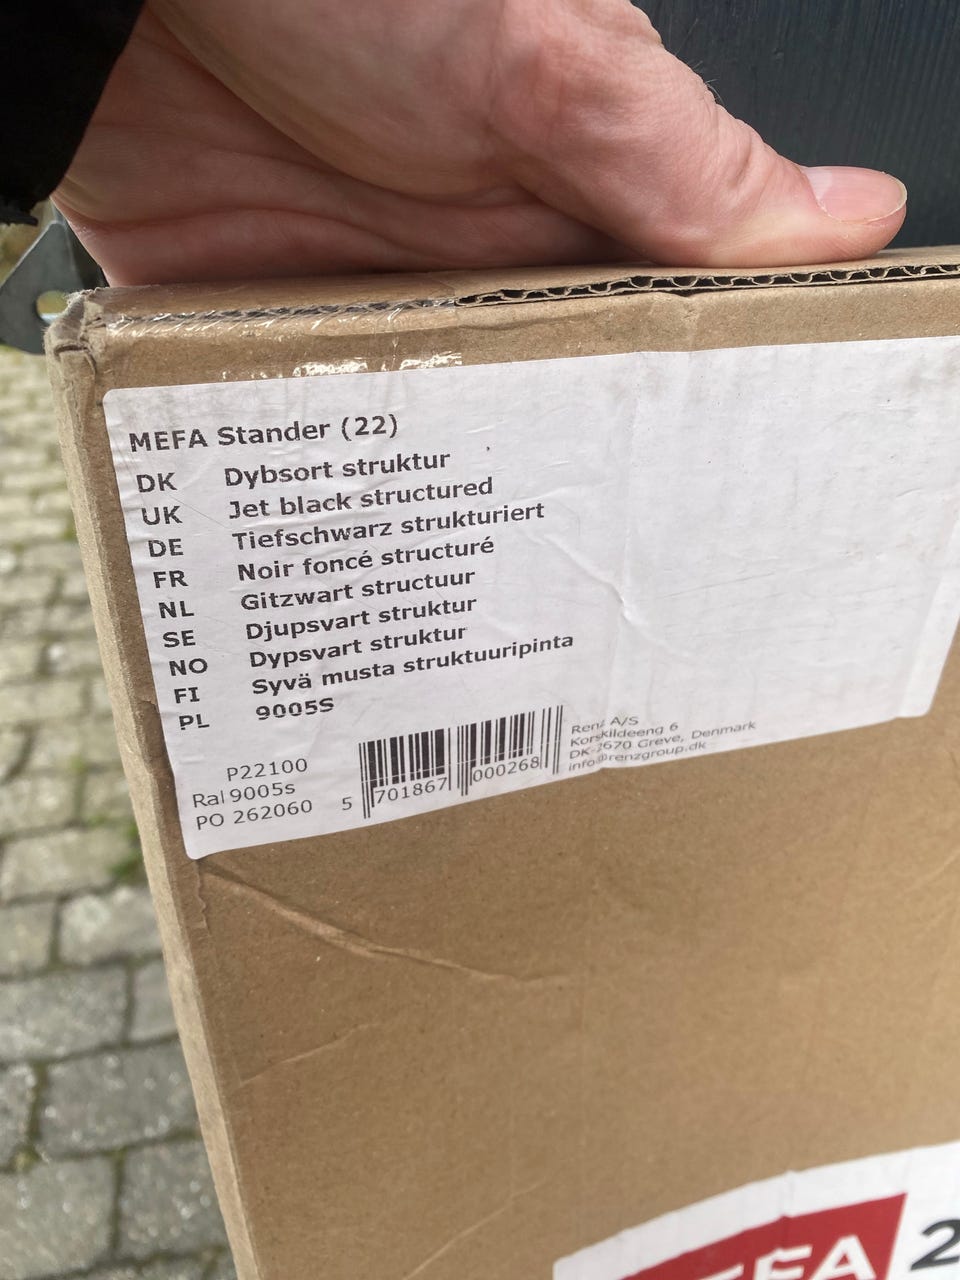 MEFA Stander (22)
DK Dybsort struktur
UK Jet black structured
DE Tiefschwarz strukturiert
FR Noir foncé structuré
NL Gitzwart structuur
SE Djupsvart struktur
NO Dypsvart struktur
FI Syvä musta struktuuripinta
PL 9005S
P22100
Ral 9005s
PO 262060
5 701867 000268
Renz A/S
Korskildeeng 6
DK-2670 Greve, Denmark
info@renzgroup.dk